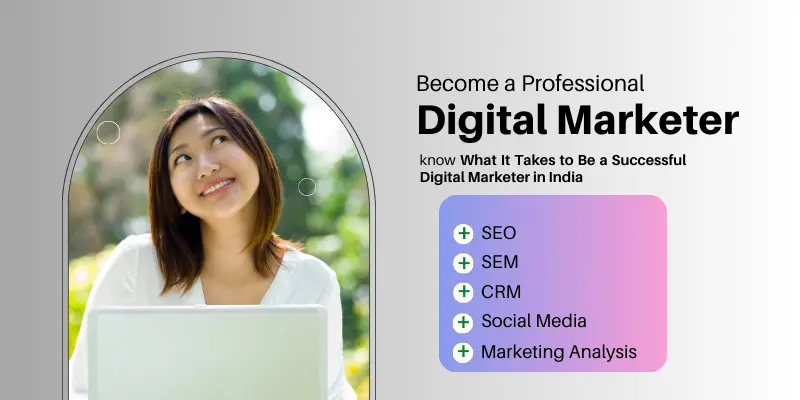 Become a Professional
Digital Marketer
know What It Takes to Be a Successful
Digital Marketer in India
+ SEO
+ SEM
+ CRM
+ Social Media
+ Marketing Analysis